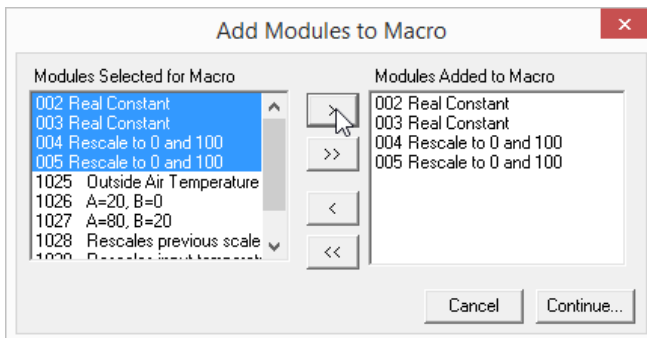 Add Modules to Macro
×
Modules Selected for Macro
002 Real Constant
003 Real Constant
004 Rescale to 0 and 100
005 Rescale to 0 and 100
1025 Outside Air Temperature
1026 A=20, B=0
1027 A=80, B=20
1028 Rescales previous scale
>
>>
<
<<
Modules Added to Macro
002 Real Constant
003 Real Constant
004 Rescale to 0 and 100
005 Rescale to 0 and 100
Cancel Continue...